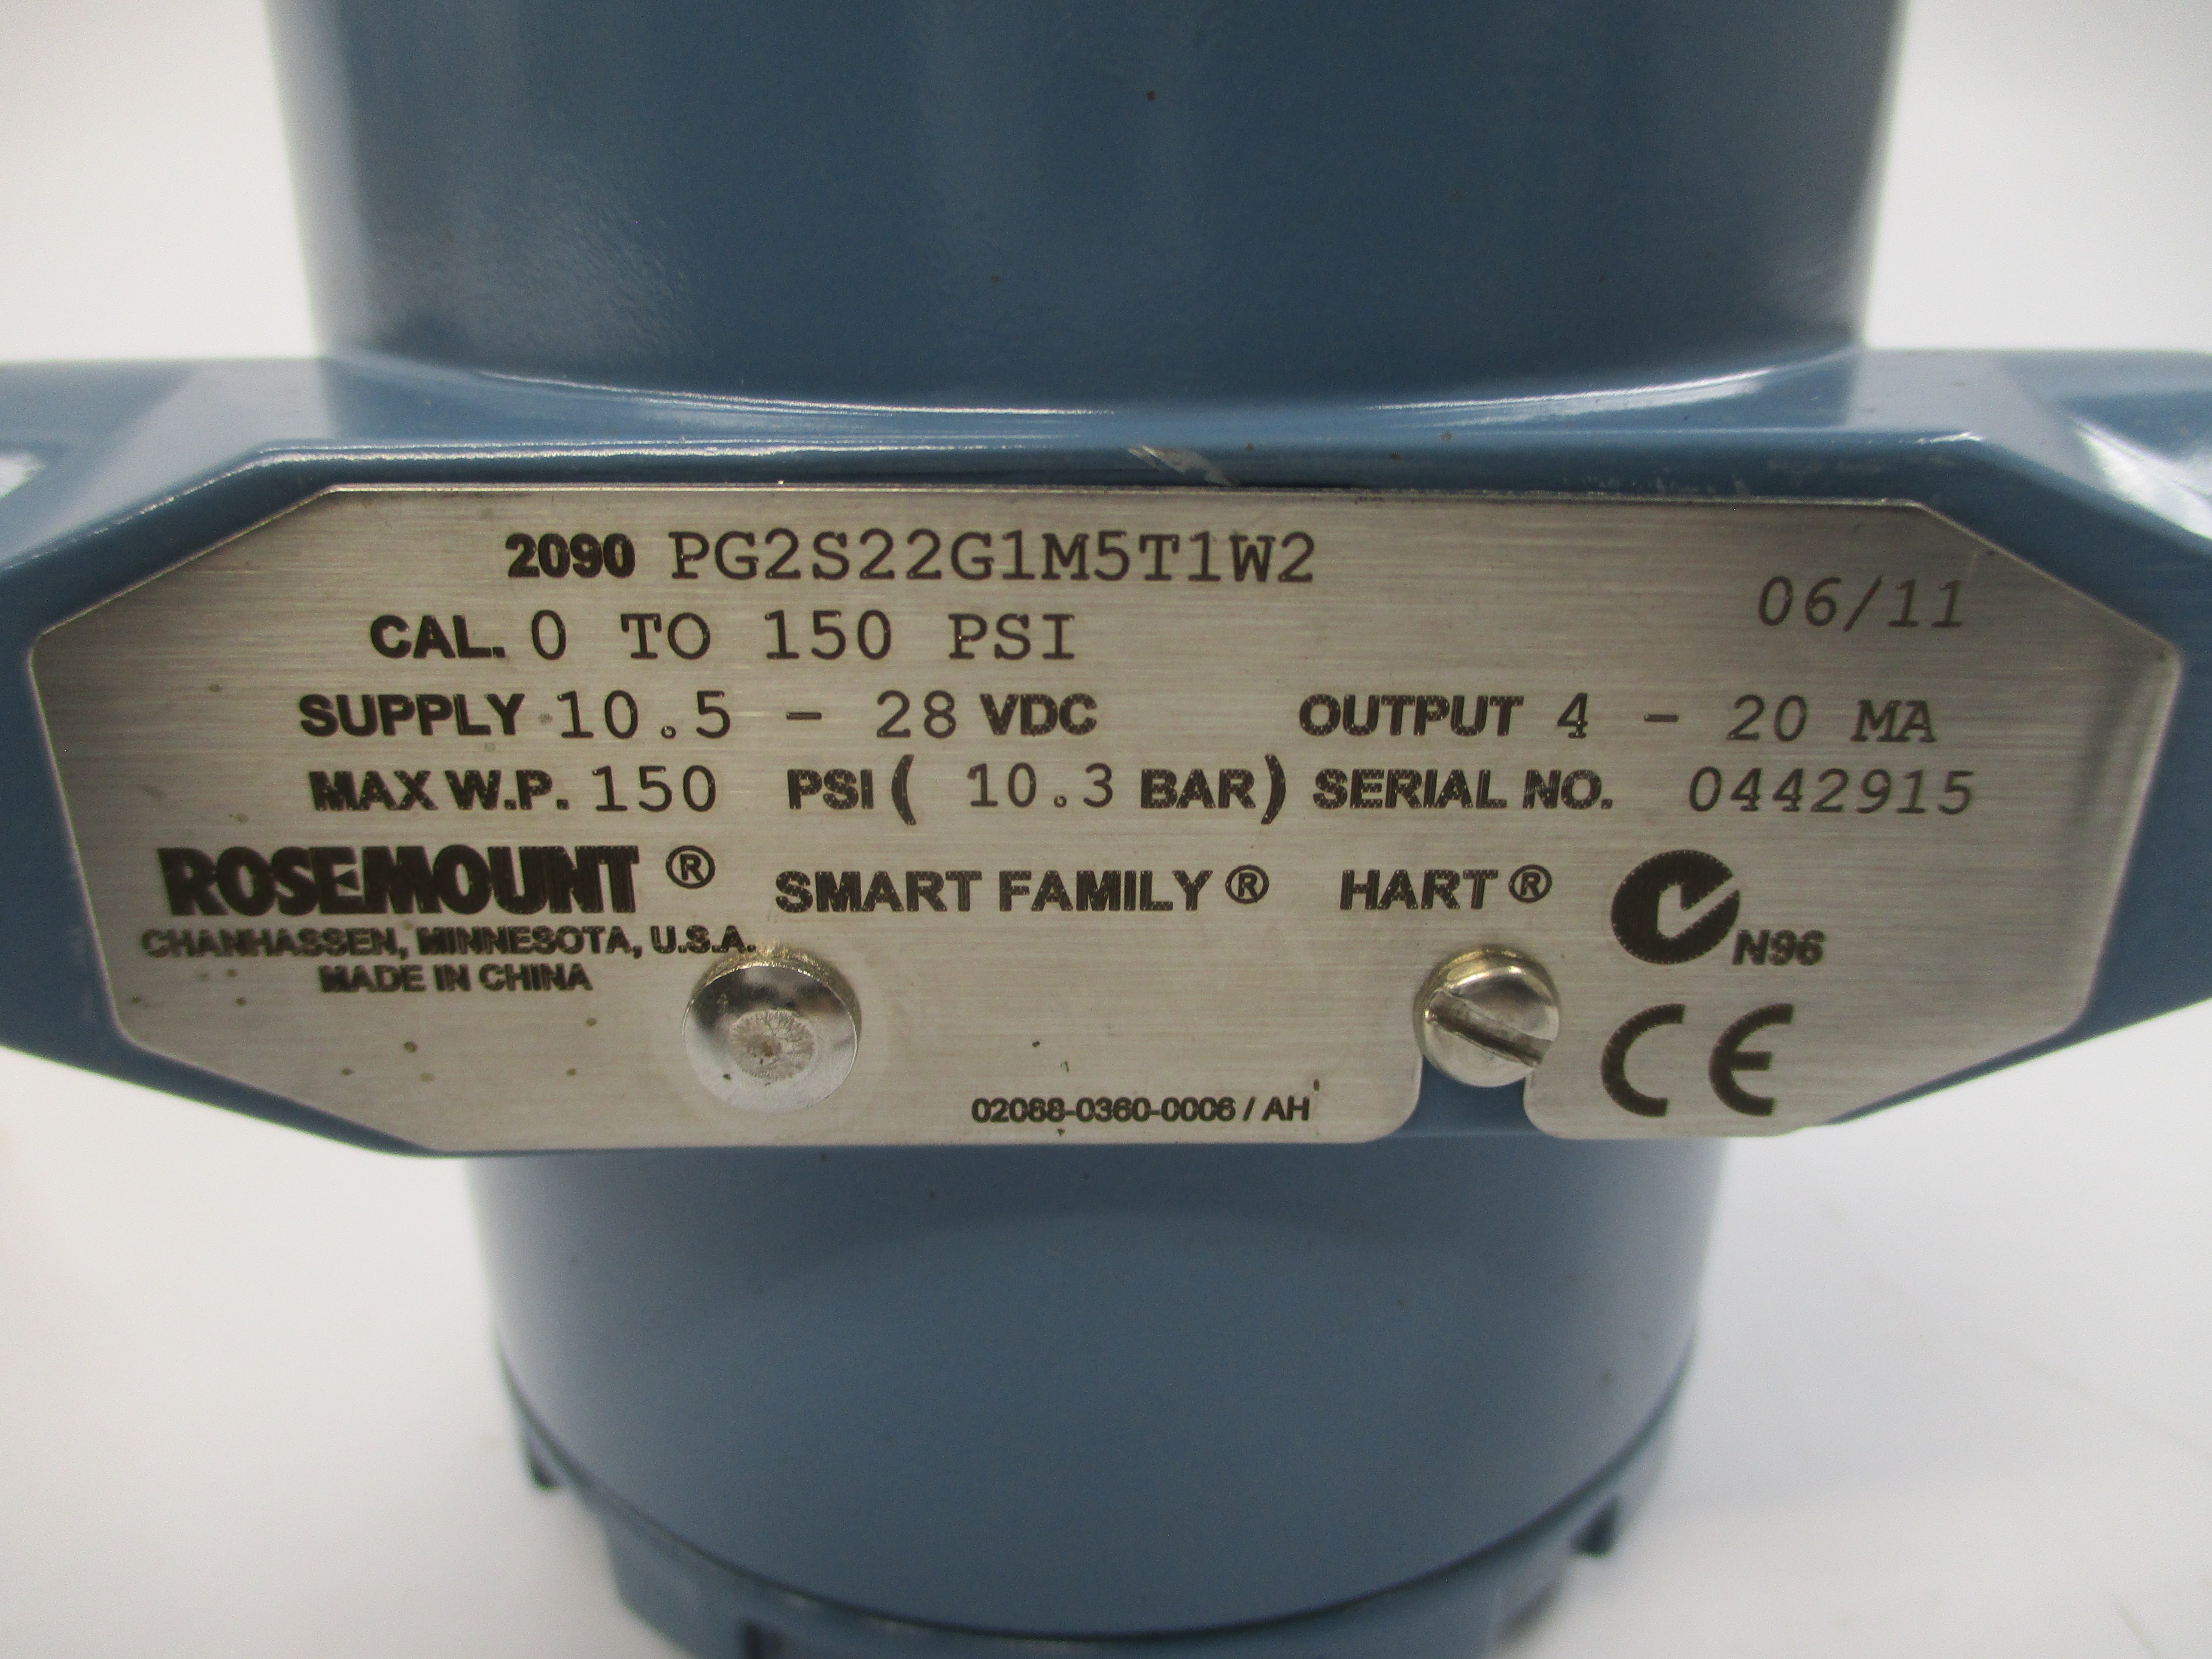 2090 PG2S22G1M5T1W2
06/11
CAL. 0 TO 150 PSI
SUPPLY 10.5 - 28 VDC OUTPUT 4 - 20 MA
MAX W.P. 150 PSI ( 10.3 BAR) SERIAL NO. 0442915
ROSEMOUNT® SMART FAMILY® HART®
N96
CHANHASSEN, MINNESOTA, U.S.A.
MADE IN CHINA
CE
02088-0360-0006 / AH